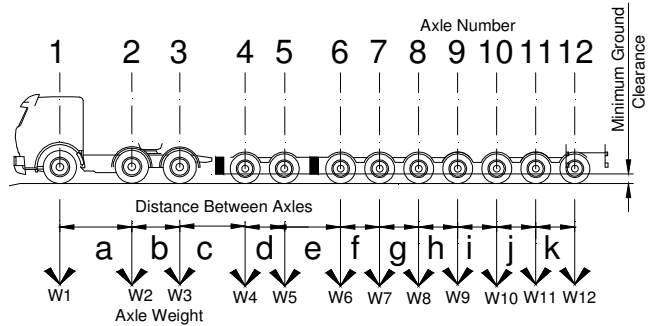 Axle Number
1 2 3 4 5 6 7 8 9 10 11 12
Minimum Ground
Clearance
Distance Between Axles
a b c d e f g h i j k
W1 W2 W3 W4 W5 W6 W7 W8 W9 W10 W11 W12
Axle Weight